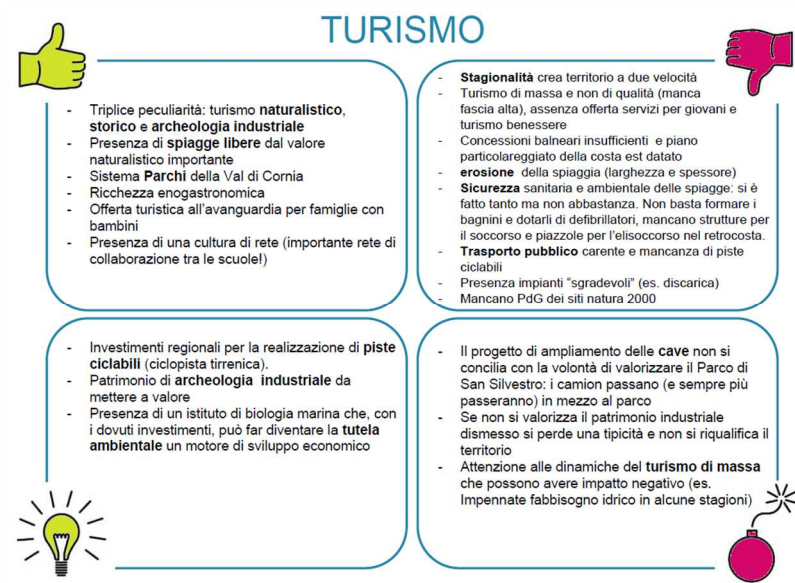 TURISMO
- Triplice peculiarità: turismo naturalistico,
storico e archeologia industriale
- Presenza di spiagge libere dal valore
naturalistico importante
- Sistema Parchi della Val di Cornia
- Ricchezza enogastronomica
- Offerta turistica all'avanguardia per famiglie con
bambini
- Presenza di una cultura di rete (importante rete di
collaborazione tra le scuole!)
- Stagionalità crea territorio a due velocità
- Turismo di massa e non di qualità (manca
fascia alta), assenza offerta servizi per giovani e
turismo benessere
- Concessioni balneari insufficienti e piano
particolareggiato della costa est datato
- erosione della spiaggia (larghezza e spessore)
- Sicurezza sanitaria e ambientale delle spiagge: si è
fatto tanto ma non abbastanza. Non basta formare i
bagnini e dotarli di defibrillatori, mancano strutture per
il soccorso e piazzole per l'elisoccorso nel retrocosta.
- Trasporto pubblico carente e mancanza di piste
ciclabili
- Presenza impianti "sgradevoli" (es. discarica)
- Mancano PdG dei siti natura 2000
- Investimenti regionali per la realizzazione di piste
ciclabili (ciclopista tirrenica).
- Patrimonio di archeologia industriale da
mettere a valore
- Presenza di un istituto di biologia marina che, con
i dovuti investimenti, può far diventare la tutela
ambientale un motore di sviluppo economico
- Il progetto di ampliamento delle cave non si
concilia con la volontà di valorizzare il Parco di
San Silvestro: i camion passano (e sempre più
passeranno) in mezzo al parco
- Se non si valorizza il patrimonio industriale
dismesso si perde una tipicità e non si riqualifica il
territorio
- Attenzione alle dinamiche del turismo di massa
che possono avere impatto negativo (es.
Impennate fabbisogno idrico in alcune stagioni)